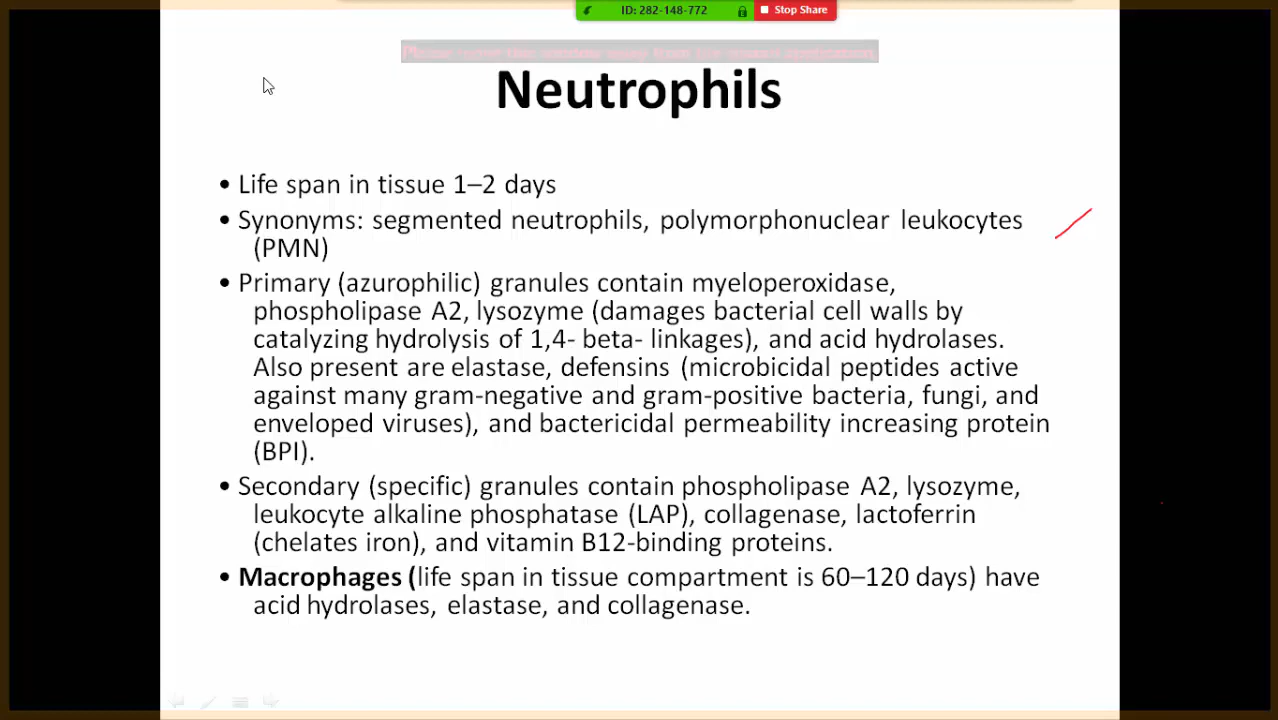 ID: 282-148-772 Stop Share
Neutrophils
• Life span in tissue 1–2 days
• Synonyms: segmented neutrophils, polymorphonuclear leukocytes
(PMN)
• Primary (azurophilic) granules contain myeloperoxidase,
phospholipase A2, lysozyme (damages bacterial cell walls by
catalyzing hydrolysis of 1,4- beta- linkages), and acid hydrolases.
Also present are elastase, defensins (microbicidal peptides active
against many gram-negative and gram-positive bacteria, fungi, and
enveloped viruses), and bactericidal permeability increasing protein
(BPI).
• Secondary (specific) granules contain phospholipase A2, lysozyme,
leukocyte alkaline phosphatase (LAP), collagenase, lactoferrin
(chelates iron), and vitamin B12-binding proteins.
• Macrophages (life span in tissue compartment is 60–120 days) have
acid hydrolases, elastase, and collagenase.